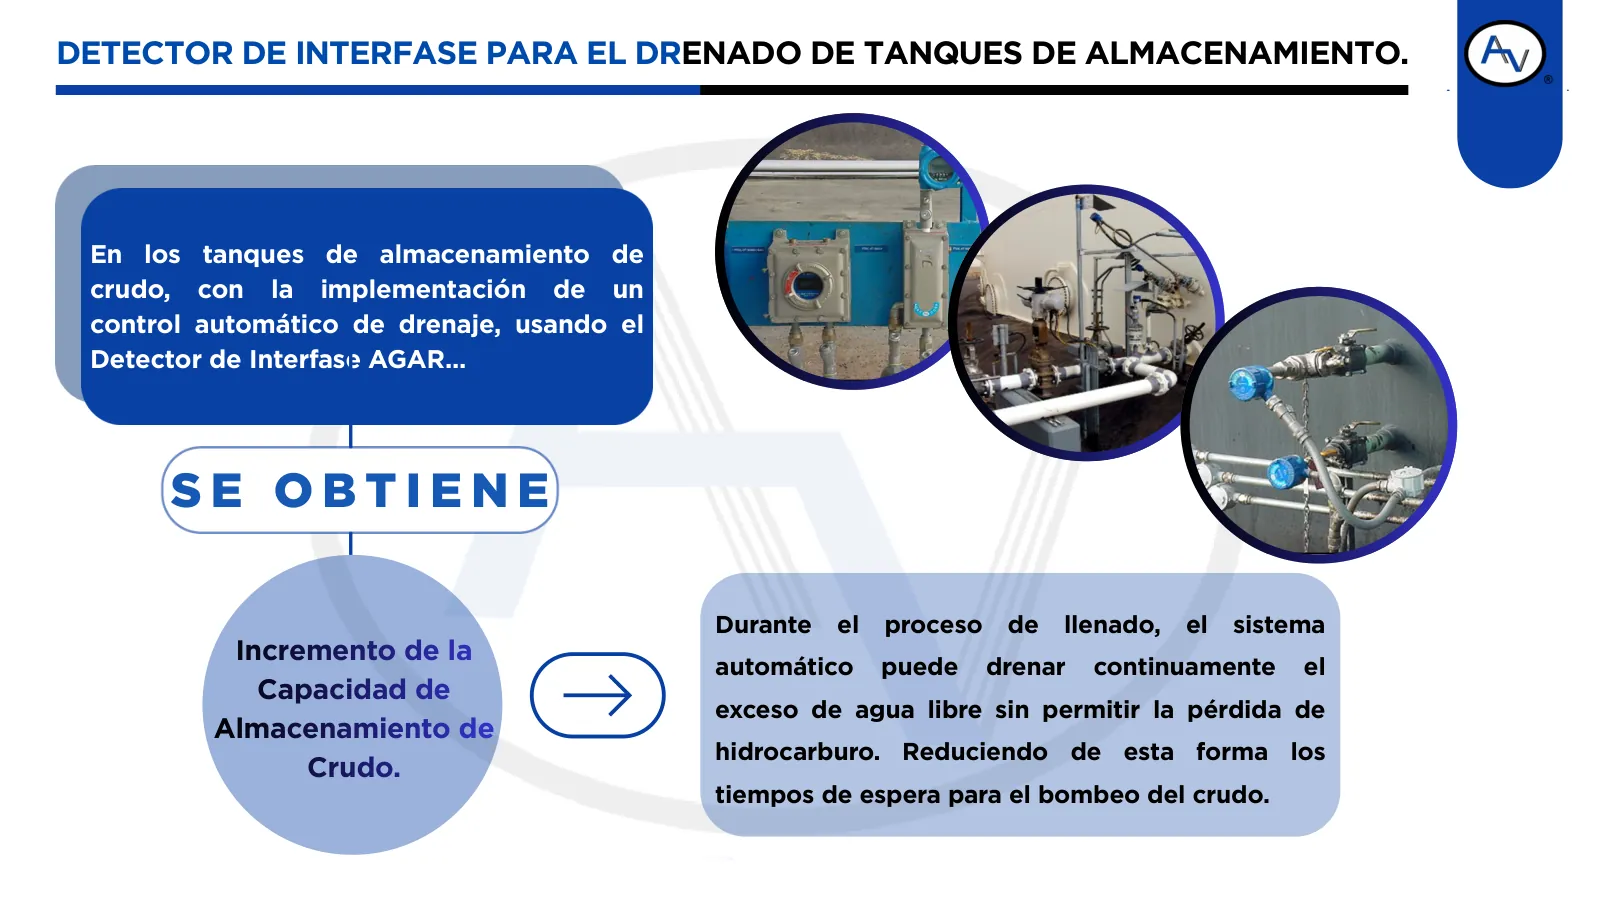 DETECTOR DE INTERFASE PARA EL DRENADO DE TANQUES DE ALMACENAMIENTO.
AV
®
En los tanques de almacenamiento de
crudo, con la implementación de un
control automático de drenaje, usando el
Detector de Interfase AGAR...
SE OBTIENE
Incremento de la
Capacidad de
Almacenamiento de
Crudo.
Durante el proceso de llenado, el sistema
automático puede drenar continuamente el
exceso de agua libre sin permitir la pérdida de
hidrocarburo. Reduciendo de esta forma los
tiempos de espera para el bombeo del crudo.